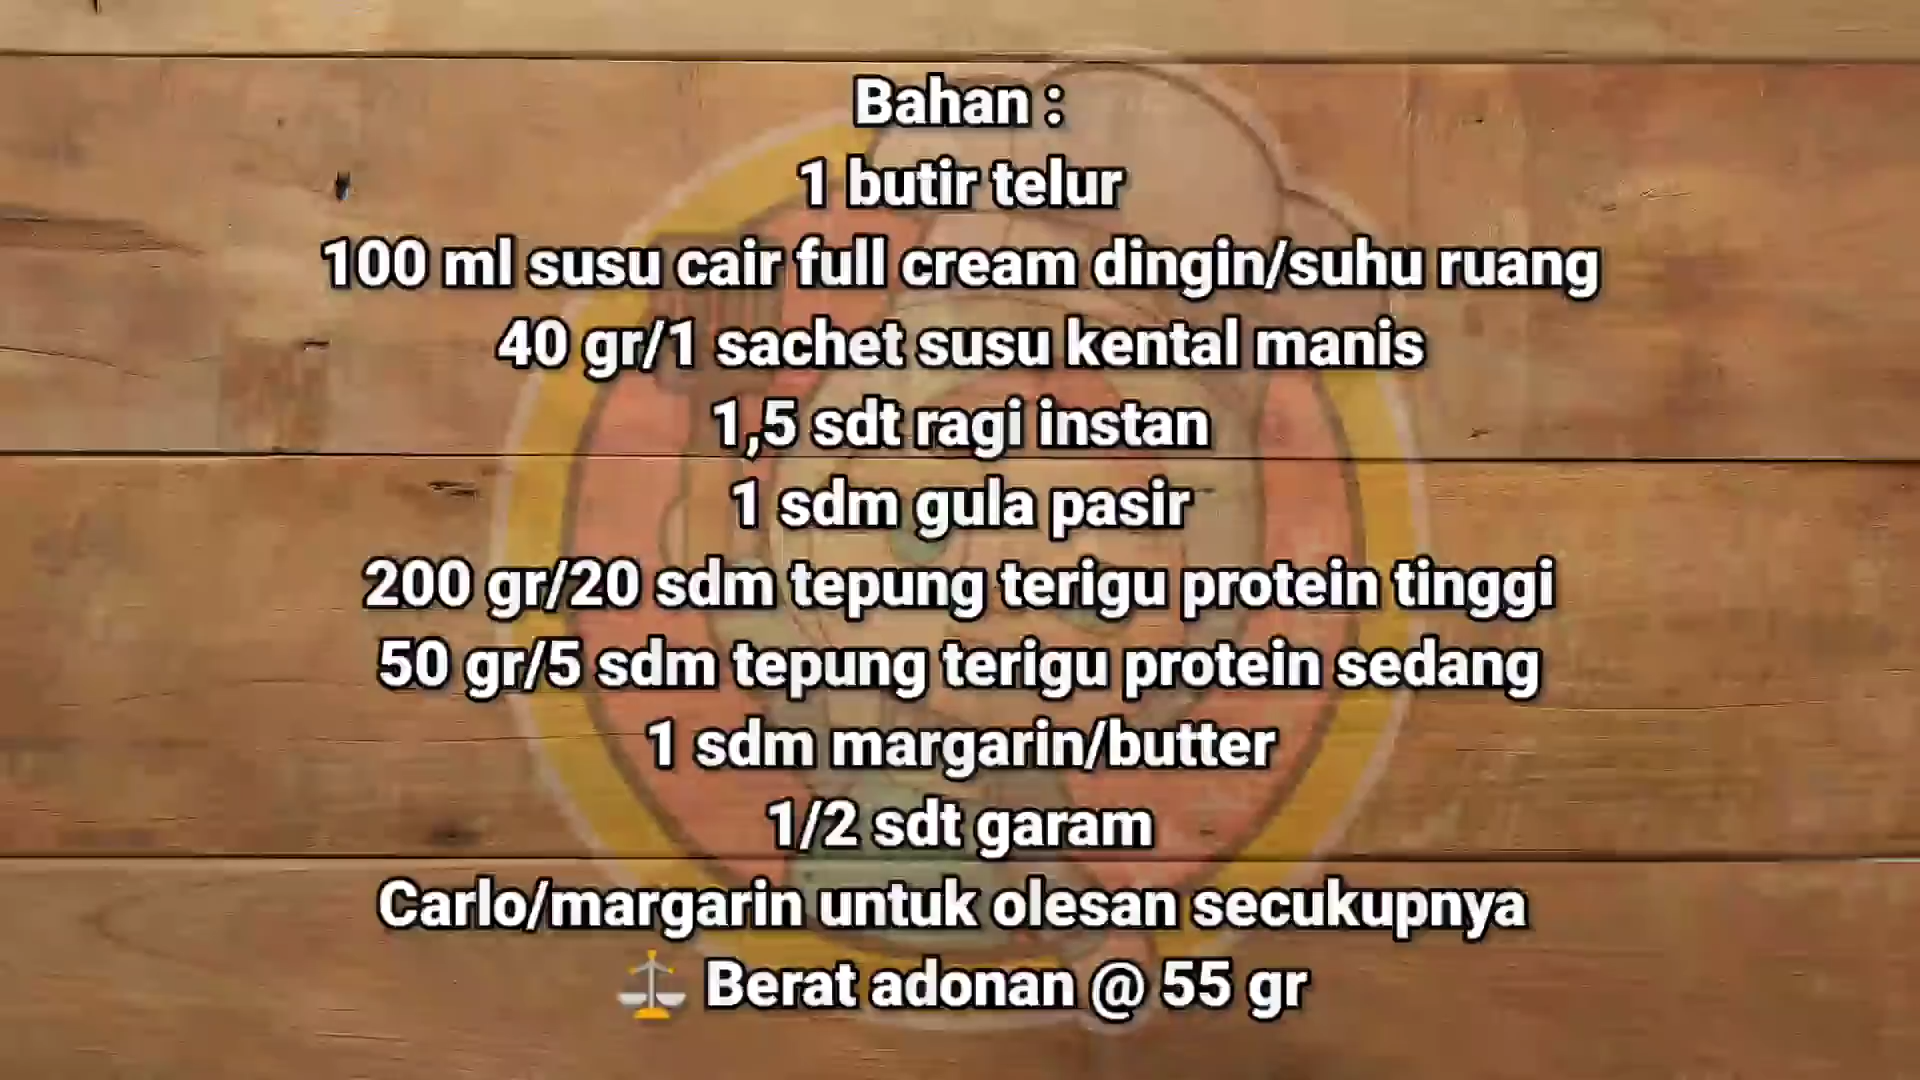 Bahan :
1 butir telur
100 ml susu cair full cream dingin/suhu ruang
40 gr/1 sachet susu kental manis
1,5 sdt ragi instan
1 sdm gula pasir
200 gr/20 sdm tepung terigu protein tinggi
50 gr/5 sdm tepung terigu protein sedang
1 sdm margarin/butter
1/2 sdt garam
Carlo/margarin untuk olesan secukupnya
⚖️ Berat adonan @ 55 gr